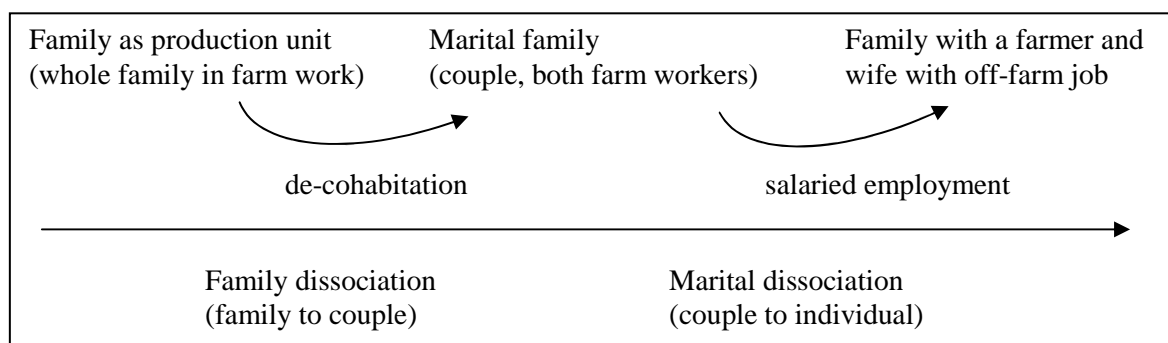 Family as production unit
(whole family in farm work)
Marital family
(couple, both farm workers)
Family with a farmer and
wife with off-farm job
de-cohabitation
salaried employment
Family dissociation
(family to couple)
Marital dissociation
(couple to individual)